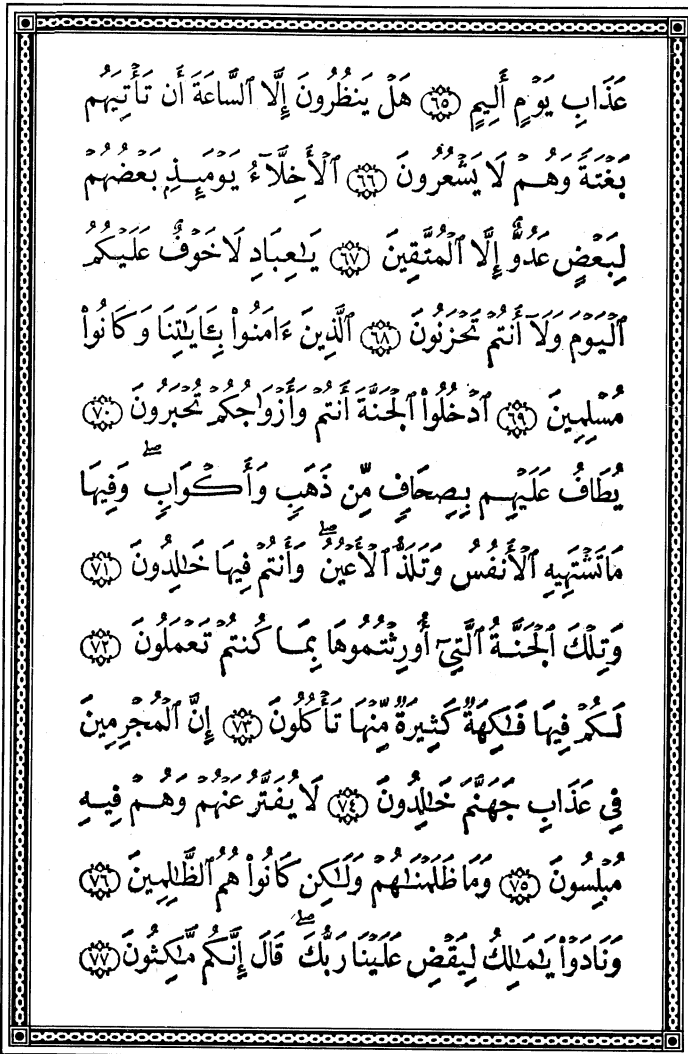 عَذَابِ يَوْمٍ أَلِيمٍ ٦٥ هَلْ يَنظُرُونَ إِلَّا ٱلسَّاعَةَ أَن تَأْتِيَهُم
بَغْتَةً وَهُمْ لَا يَشْعُرُونَ ٦٦ ٱلْأَخِلَّآءُ يَوْمَئِذٍۭ بَعْضُهُمْ
لِبَعْضٍ عَدُوٌّ إِلَّا ٱلْمُتَّقِينَ ٦٧ يَٰعِبَادِ لَا خَوْفٌ عَلَيْكُمُ
ٱلْيَوْمَ وَلَآ أَنتُمْ تَحْزَنُونَ ٦٨ ٱلَّذِينَ ءَامَنُوا۟ بِـَٔايَٰتِنَا وَكَانُوا۟
مُسْلِمِينَ ٦٩ ٱدْخُلُوا۟ ٱلْجَنَّةَ أَنتُمْ وَأَزْوَٰجُكُمْ تُحْبَرُونَ ٧٠
يُطَافُ عَلَيْهِم بِصِحَافٍ مِّن ذَهَبٍ وَأَكْوَابٍ ۖ وَفِيهَا
مَا تَشْتَهِيهِ ٱلْأَنفُسُ وَتَلَذُّ ٱلْأَعْيُنُ ۖ وَأَنتُمْ فِيهَا خَٰلِدُونَ ٧١
وَتِلْكَ ٱلْجَنَّةُ ٱلَّتِىٓ أُورِثْتُمُوهَا بِمَا كُنتُمْ تَعْمَلُونَ ٧٢
لَكُمْ فِيهَا فَٰكِهَةٌ كَثِيرَةٌ مِّنْهَا تَأْكُلُونَ ٧٣ إِنَّ ٱلْمُجْرِمِينَ
فِى عَذَابِ جَهَنَّمَ خَٰلِدُونَ ٧٤ لَا يُفَتَّرُ عَنْهُمْ وَهُمْ فِيهِ
مُبْلِسُونَ ٧٥ وَمَا ظَلَمْنَٰهُمْ وَلَٰكِن كَانُوا۟ هُمُ ٱلظَّٰلِمِينَ ٧٦
وَنَادَوْا۟ يَٰمَٰلِكُ لِيَقْضِ عَلَيْنَا رَبُّكَ ۖ قَالَ إِنَّكُم مَّٰكِثُونَ ٧٧